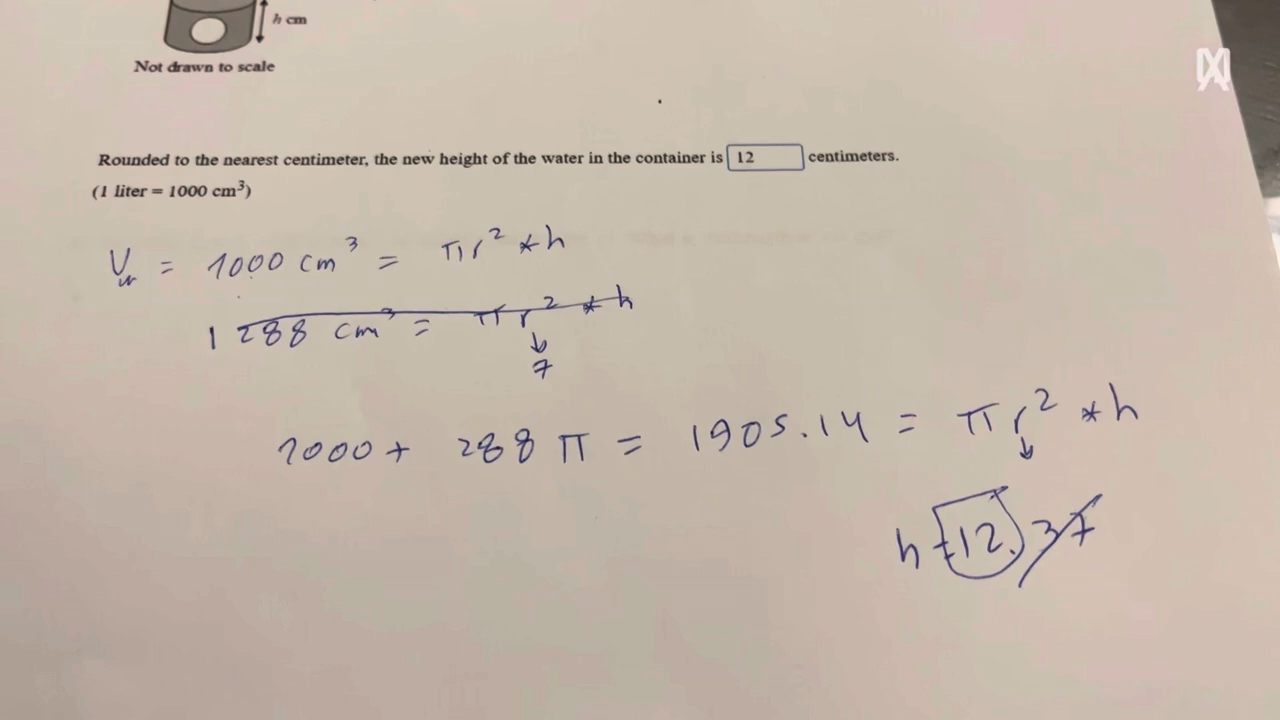 h cm
Not drawn to scale
Rounded to the nearest centimeter, the new height of the water in the container is 12 centimeters.
(1 liter = 1000 cm³)
V_w = 1000 cm³ = πr² * h
1288 cm³ = πr² * h
7
1000 + 288 π = 1905.14 = πr² * h
h = 12.37